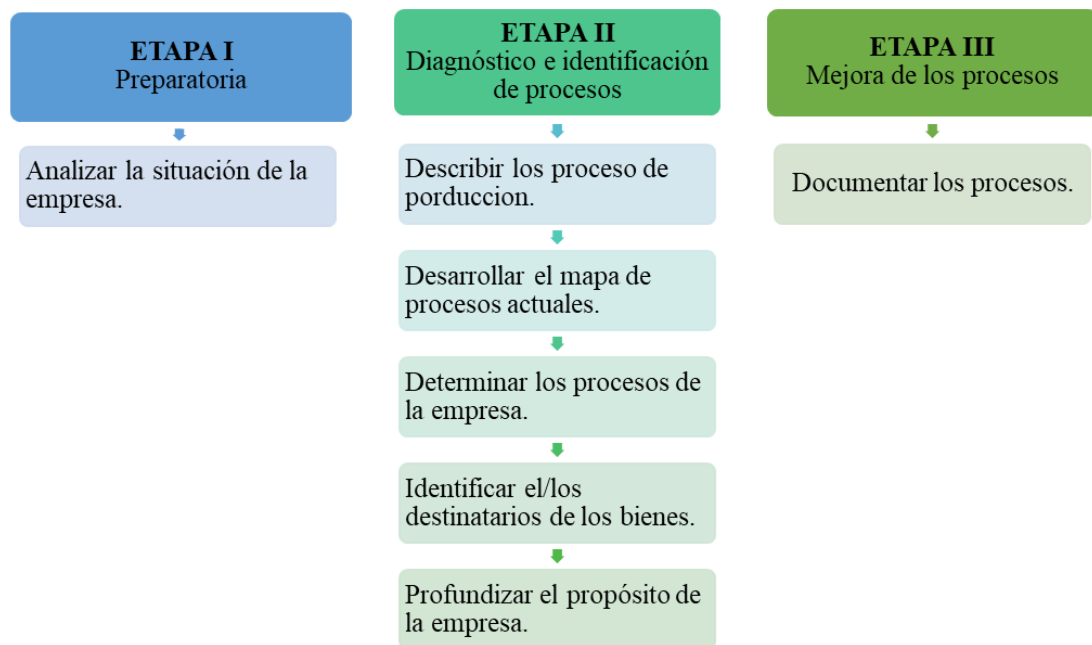 ETAPA I
Preparatoria
Analizar la situación de la
empresa.
ETAPA II
Diagnóstico e identificación
de procesos
Describir los proceso de
porduccion.
Desarrollar el mapa de
procesos actuales.
Determinar los procesos de
la empresa.
Identificar el/los
destinatarios de los bienes.
Profundizar el propósito de
la empresa.
ETAPA III
Mejora de los procesos
Documentar los procesos.